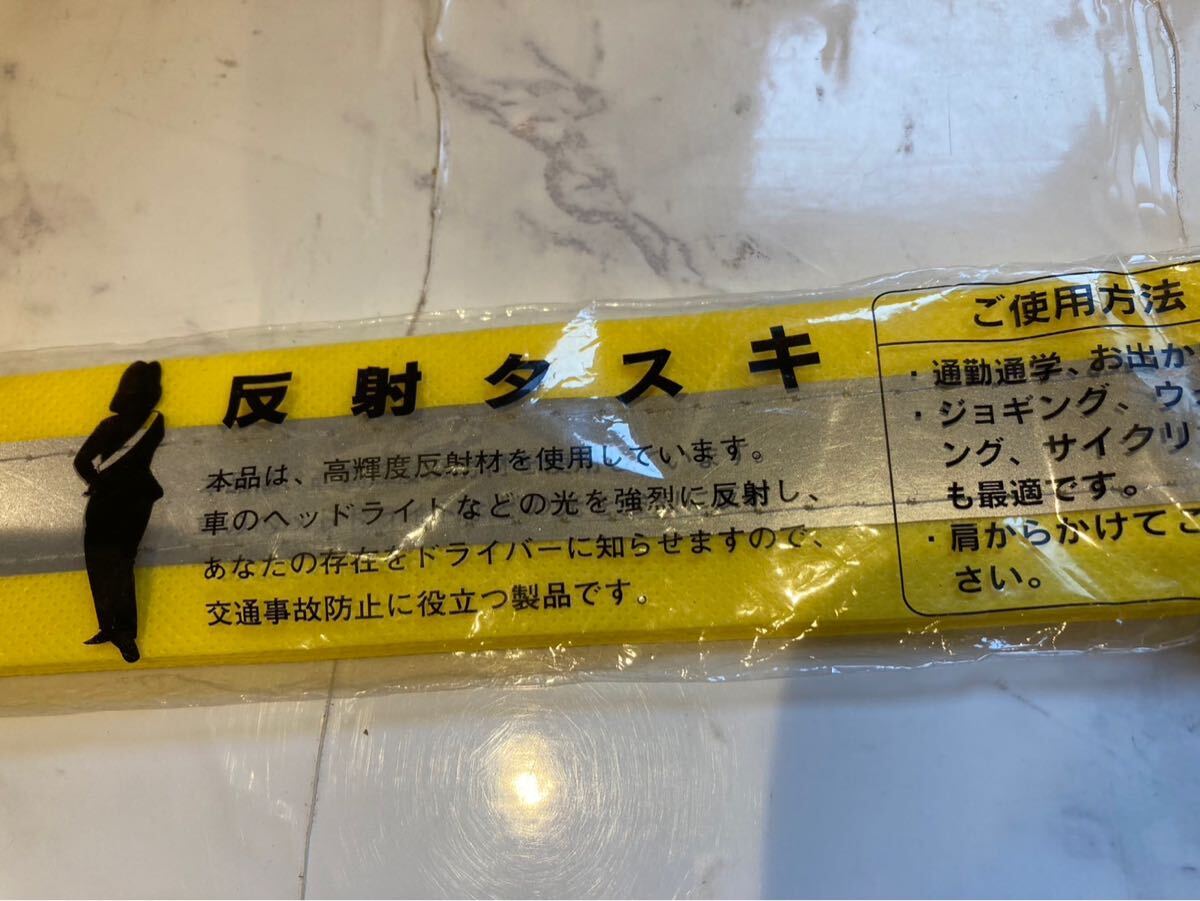 反射タスキ
本品は、高輝度反射材を使用しています。
車のヘッドライトなどの光を強烈に反射し、
あなたの存在をドライバーに知らせますので、
交通事故防止に役立つ製品です。
ご使用方法
・通勤通学、お出か
・ジョギング、ウ
ング、サイクリ
も最適です。
・肩からかけてご
さい。